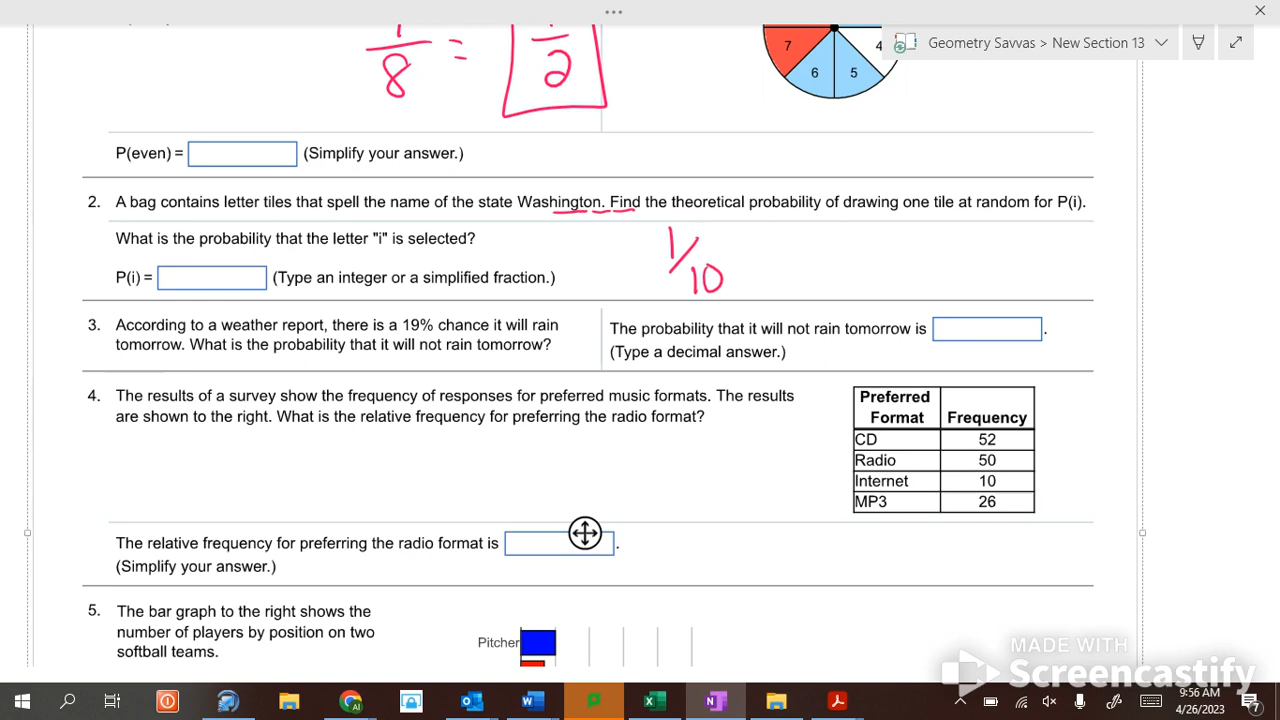 Geometry Savvas > New Section 13
8 = 1/2
7
4
6
5
P(even) =
(Simplify your answer.)
2. A bag contains letter tiles that spell the name of the state Washington. Find the theoretical probability of drawing one tile at random for P(i).
What is the probability that the letter "i" is selected?
1/10
P(i) =
(Type an integer or a simplified fraction.)
3. According to a weather report, there is a 19% chance it will rain
tomorrow. What is the probability that it will not rain tomorrow?
The probability that it will not rain tomorrow is .
(Type a decimal answer.)
4. The results of a survey show the frequency of responses for preferred music formats. The results
are shown to the right. What is the relative frequency for preferring the radio format?
Preferred
Format Frequency
CD 52
Radio 50
Internet 10
MP3 26
The relative frequency for preferring the radio format is .
(Simplify your answer.)
5. The bar graph to the right shows the
number of players by position on two
softball teams.
Pitcher
MADE WITH
Screencastify
9:56 AM
4/26/2023
7